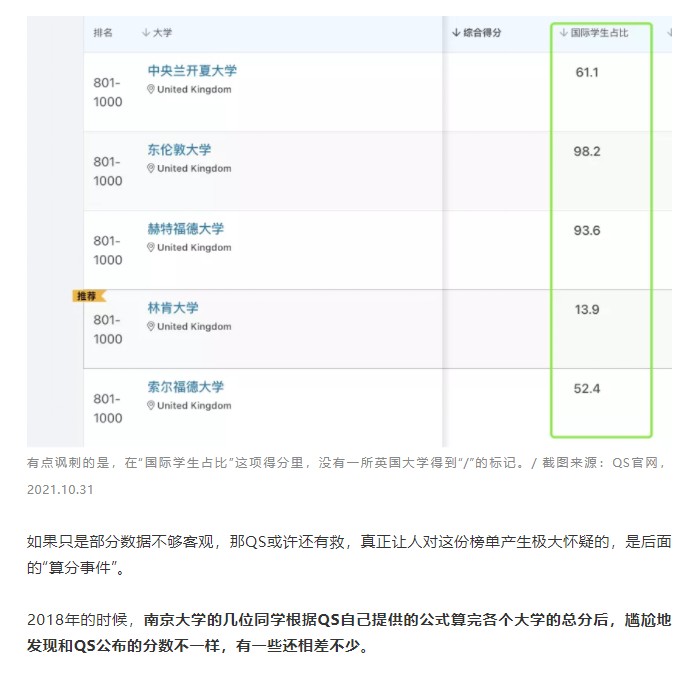 排名 ↓大学 ↓综合得分 ↓国际学生占比
中央兰开夏大学 61.1
801-
United Kingdom
1000
东伦敦大学 98.2
801-
United Kingdom
1000
赫特福德大学 93.6
801-
United Kingdom
1000
推荐
林肯大学 13.9
801-
United Kingdom
1000
索尔福德大学 52.4
801-
United Kingdom
1000
有点讽刺的是，在“国际学生占比”这项得分里，没有一所英国大学得到“/”的标记。/ 截图来源：QS官网，
2021.10.31
如果只是部分数据不够客观，那QS或许还有救，真正让人对这份榜单产生极大怀疑的，是后面
的“算分事件”。
2018年的时候，南京大学的几位同学根据QS自己提供的公式算完各个大学的总分后，尴尬地
发现和QS公布的分数不一样，有一些还相差不少。